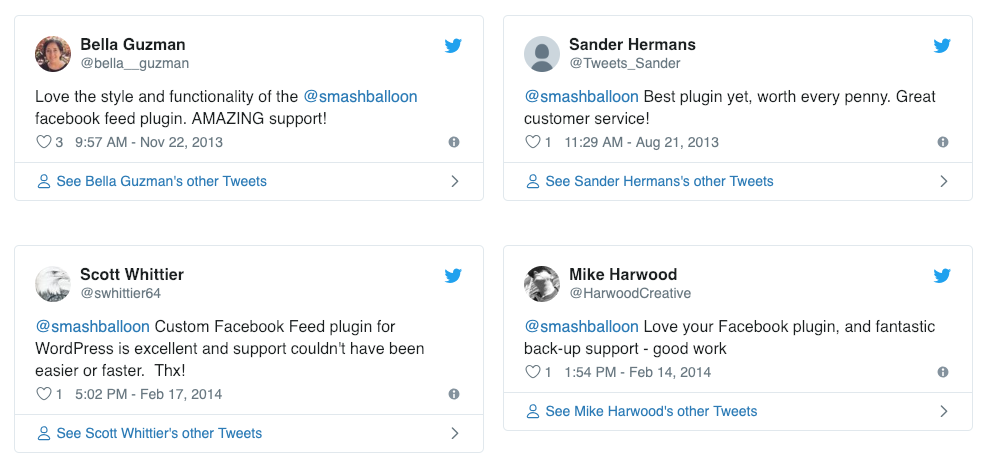 Bella Guzman
@bella__guzman
Love the style and functionality of the @smashballoon
facebook feed plugin. AMAZING support!
3 9:57 AM - Nov 22, 2013
See Bella Guzman's other Tweets
Sander Hermans
@Tweets_Sander
@smashballoon Best plugin yet, worth every penny. Great
customer service!
1 11:29 AM - Aug 21, 2013
See Sander Hermans's other Tweets
Scott Whittier
@swhittier64
@smashballoon Custom Facebook Feed plugin for
WordPress is excellent and support couldn't have been
easier or faster.  Thx!
1 5:02 PM - Feb 17, 2014
See Scott Whittier's other Tweets
Mike Harwood
@HarwoodCreative
@smashballoon Love your Facebook plugin, and fantastic
back-up support - good work
1 1:54 PM - Feb 14, 2014
See Mike Harwood's other Tweets